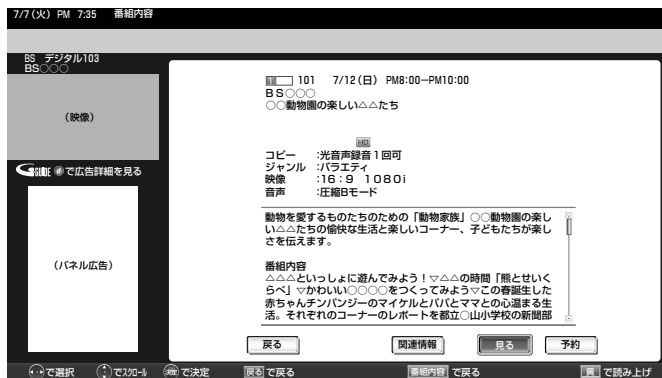 7/7(火) PM 7:35 番組内容
BS デジタル103
BS○○○
(映像)
GGUIDE で広告詳細を見る
(パネル広告)
101 7/12(日) PM8:00−PM10:00
BS○○○
○○動物園の楽しい△△たち
HD
コピー :光音声録音1回可
ジャンル :バラエティ
映像 :16:9 1080i
音声 :圧縮Bモード
動物を愛するものたちのための「動物家族」○○動物園の楽し
い△△たちの愉快な生活と楽しいコーナー、子どもたちが楽し
さを伝えます。
番組内容
△△△といっしょに遊んでみよう!▽△△の時間「熊とせいく
らべ」▽かわいい○○○○をつくってみよう▽この春誕生した
赤ちゃんチンパンジーのマイケルとパパとママとの心温まる生
活。それぞれのコーナーのレポートを都立○山小学校の新聞部
戻る 関連情報 見る 予約
で選択 でスクロール 決定 で決定 戻る で戻る 番組内容 で戻る 黄 で読み上げ